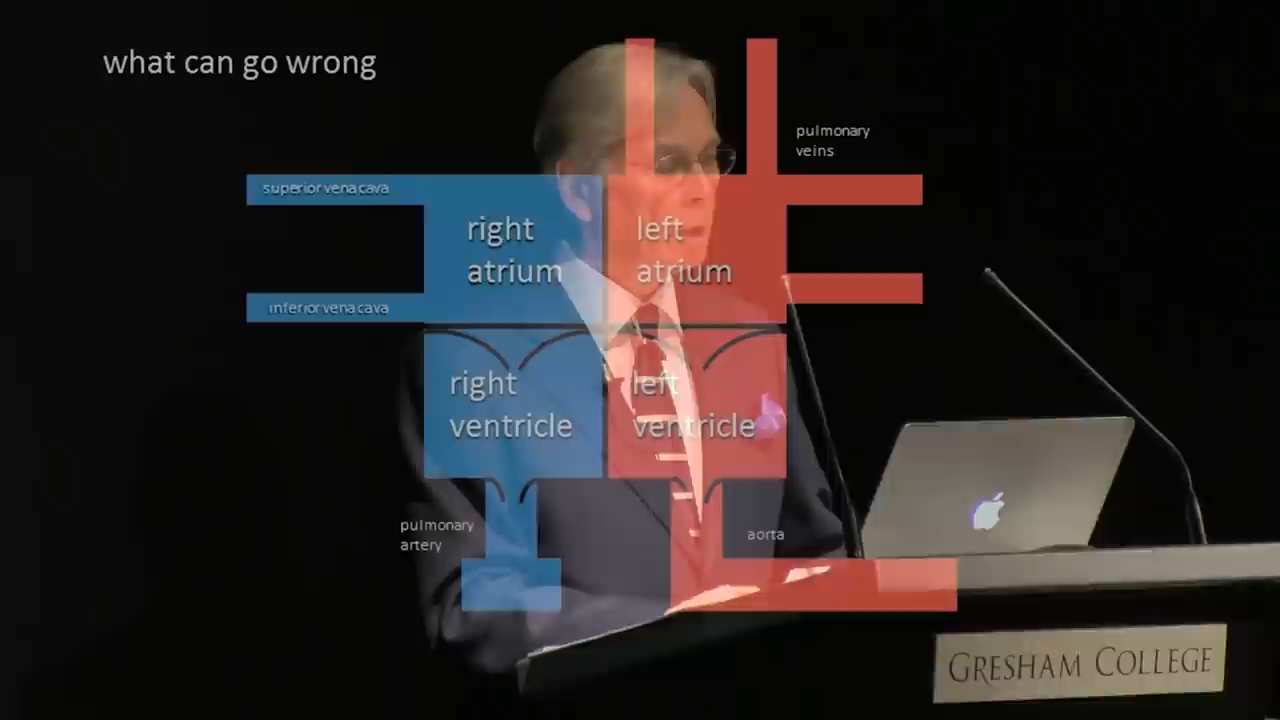 what can go wrong
pulmonary
veins
superior vena cava
right
atrium
left
atrium
inferior vena cava
right
ventricle
left
ventricle
pulmonary
artery
aorta
GRESHAM COLLEGE